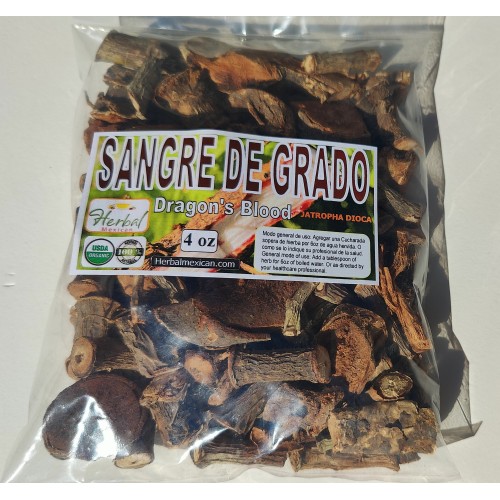 SANGRE DE GRADO
Dragon's Blood
JATROPHA DIOCA
Herbal
MEXICAN
4 oz
USDA
ORGANIC
100%
Herbalmexican.com
Modo general de uso: Agregar una Cucharada
sopera de hierba por 6oz de agua hervida. O
como se lo indique su profesional de la salud.
General mode of use: Add a tablespoon of
herb for 6oz of boiled water. Or as directed by
your healthcare professional.